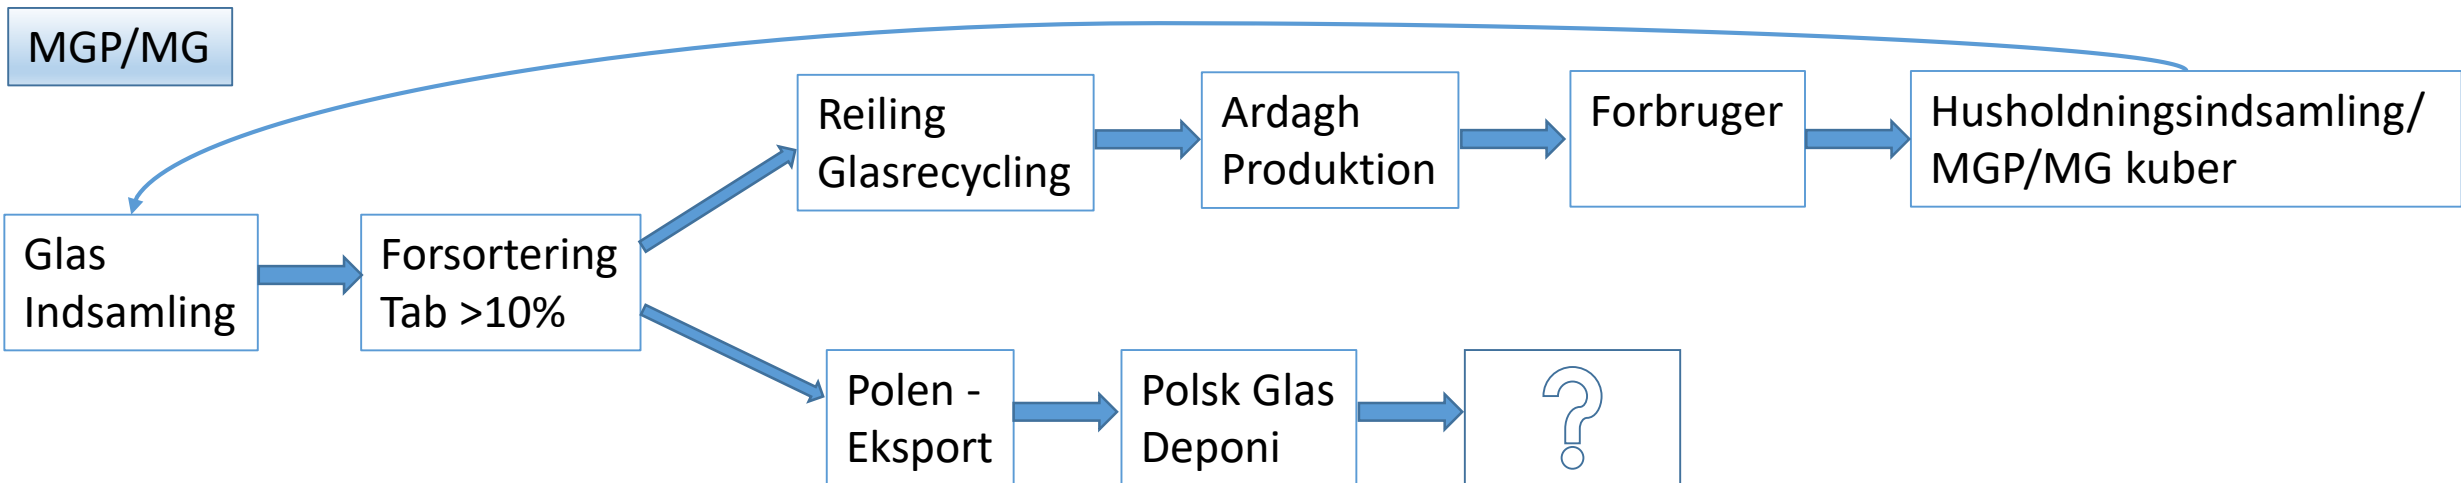 MGP/MG
Glas
Indsamling
Forsortering
Tab >10%
Reiling
Glasrecycling
Ardagh
Produktion
Forbruger
Husholdningsindsamling/
MGP/MG kuber
Polen -
Eksport
Polsk Glas
Deponi
?